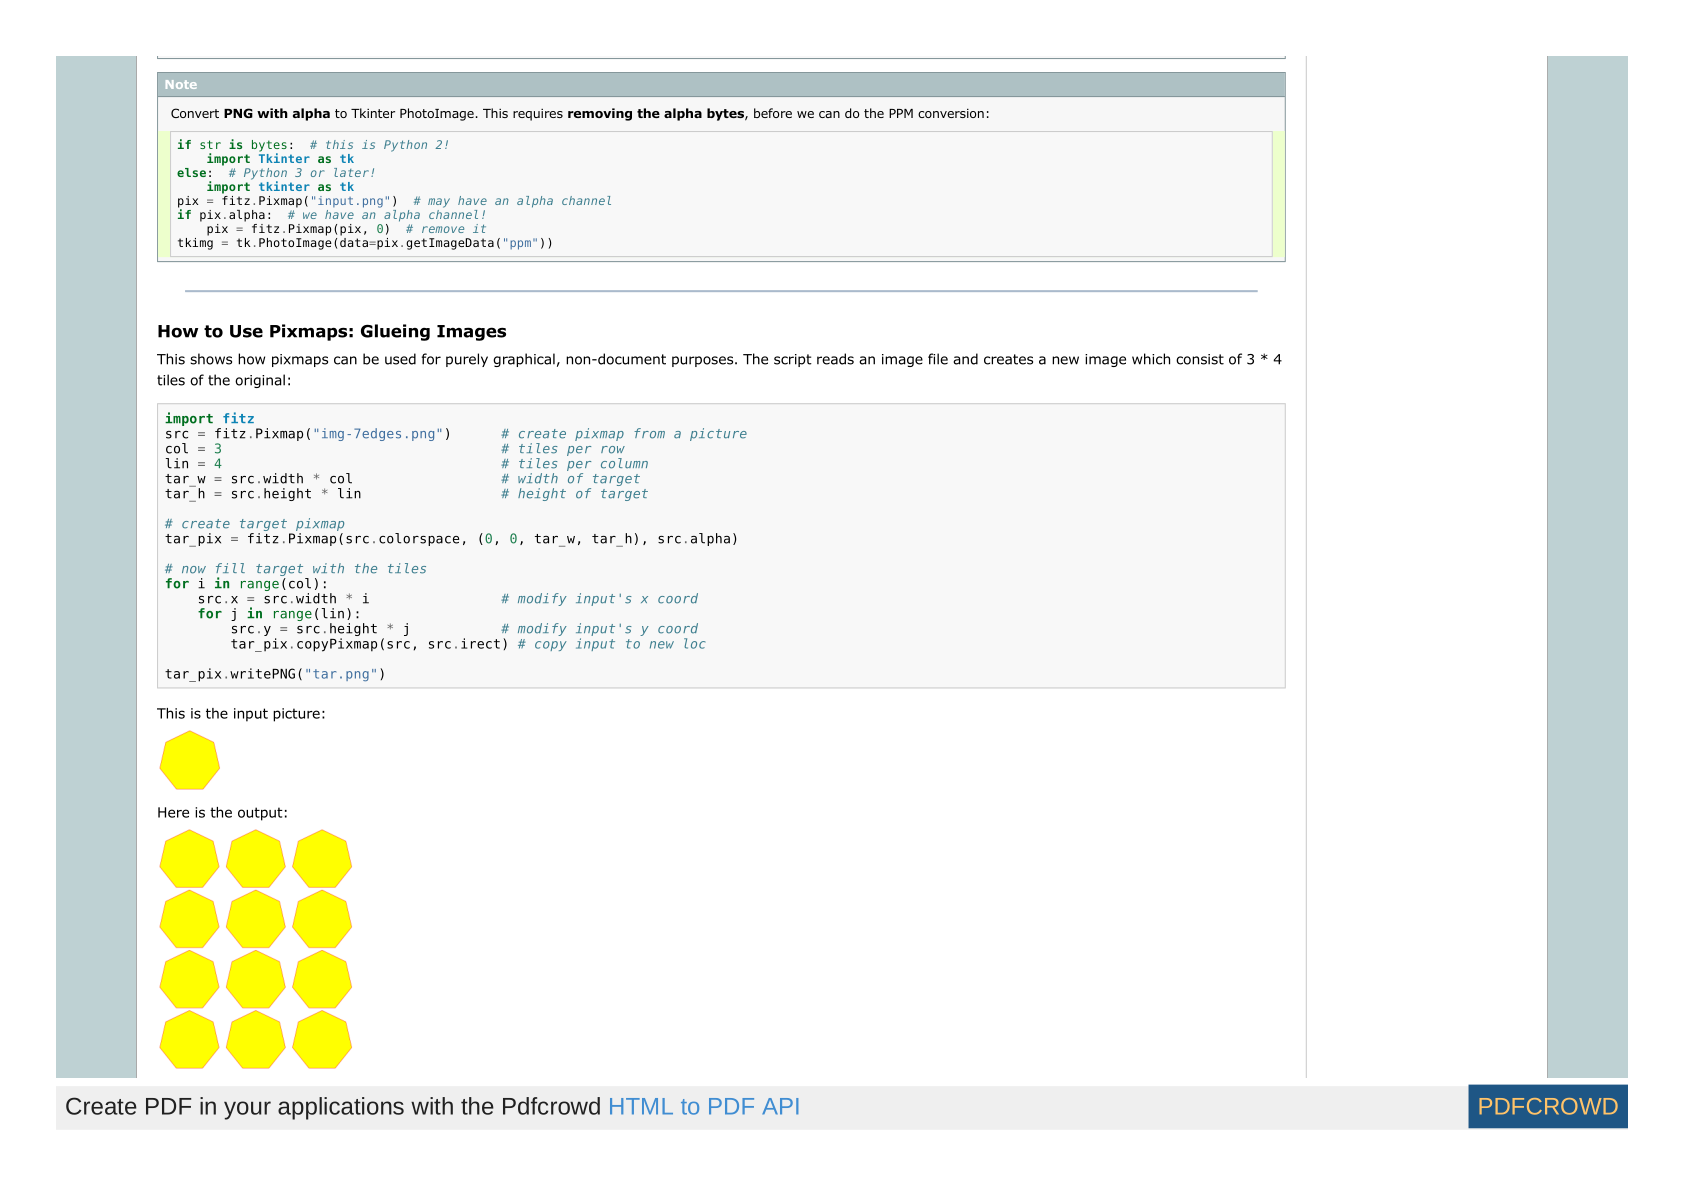 Note
Convert PNG with alpha to Tkinter PhotoImage. This requires removing the alpha bytes, before we can do the PPM conversion:
if str is bytes:  # this is Python 2!
    import Tkinter as tk
else:  # Python 3 or later!
    import tkinter as tk
pix = fitz.Pixmap("input.png")  # may have an alpha channel
if pix.alpha:  # we have an alpha channel!
    pix = fitz.Pixmap(pix, 0)  # remove it
tkimg = tk.PhotoImage(data=pix.getImageData("ppm"))
How to Use Pixmaps: Glueing Images
This shows how pixmaps can be used for purely graphical, non-document purposes. The script reads an image file and creates a new image which consist of 3 * 4
tiles of the original:
import fitz
src = fitz.Pixmap("img-7edges.png")      # create pixmap from a picture
col = 3                                  # tiles per row
lin = 4                                  # tiles per column
tar_w = src.width * col                  # width of target
tar_h = src.height * lin                 # height of target
# create target pixmap
tar_pix = fitz.Pixmap(src.colorspace, (0, 0, tar_w, tar_h), src.alpha)
# now fill target with the tiles
for i in range(col):
    src.x = src.width * i                # modify input's x coord
    for j in range(lin):
        src.y = src.height * j           # modify input's y coord
        tar_pix.copyPixmap(src, src.irect) # copy input to new loc
tar_pix.writePNG("tar.png")
This is the input picture:
Here is the output:
Create PDF in your applications with the Pdfcrowd HTML to PDF API
PDFCROWD